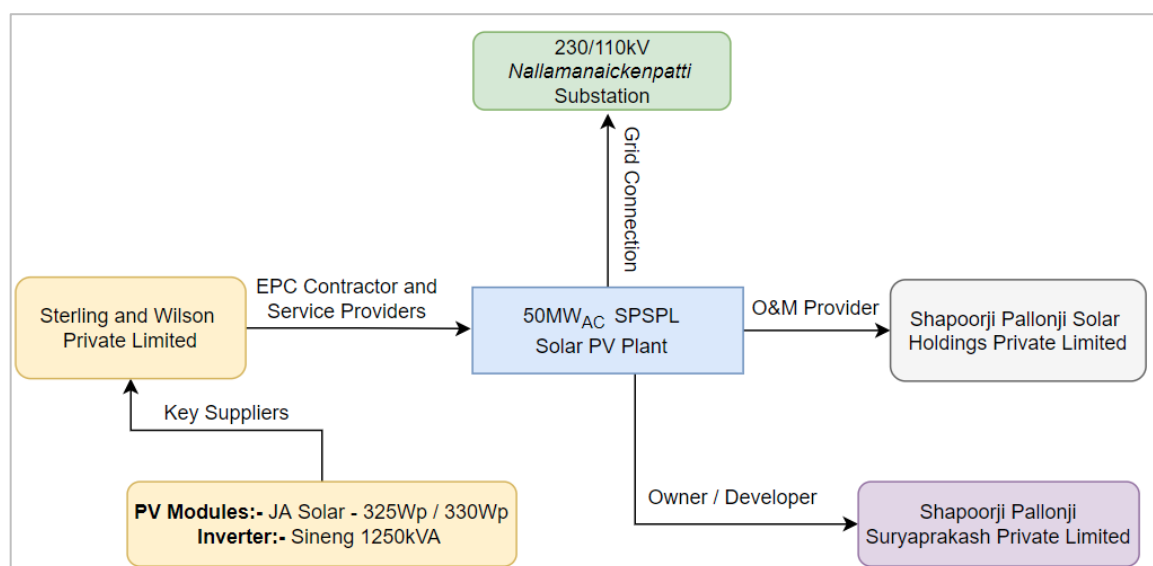 230/110kV
Nallamanaickenpatti
Substation
Grid Connection
EPC Contractor and
Service Providers
Sterling and Wilson
Private Limited
50MWAC SPSPL
Solar PV Plant
O&M Provider
Shapoorji Pallonji Solar
Holdings Private Limited
Key Suppliers
PV Modules:- JA Solar - 325Wp / 330Wp
Inverter:- Sineng 1250kVA
Owner / Developer
Shapoorji Pallonji
Suryaprakash Private Limited